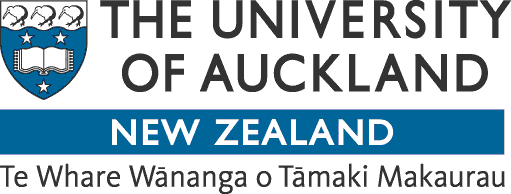 THE UNIVERSITY
OF AUCKLAND
NEW ZEALAND
Te Whare Wānanga o Tāmaki Makaurau